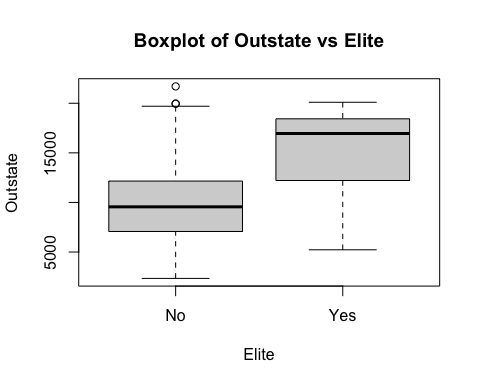 Boxplot of Outstate vs Elite
Outstate
15000
5000
No Yes
Elite